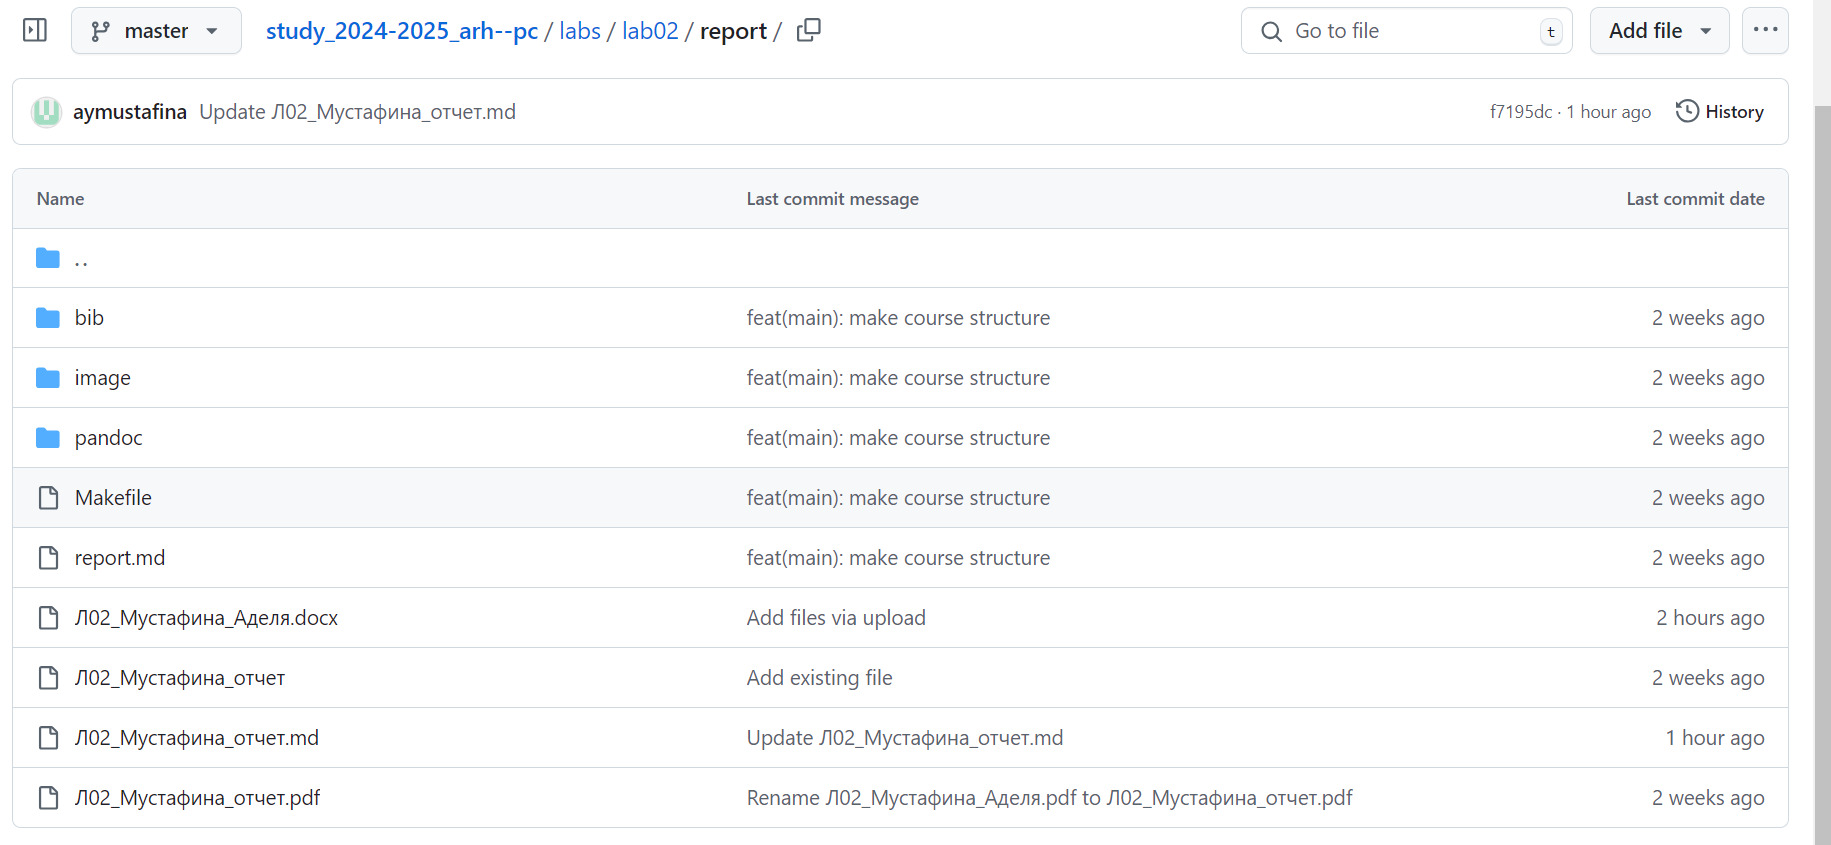 master study_2024-2025_arh--pc / labs / lab02 / report / Go to file t Add file ...
aymustafina Update Л02_Мустафина_отчет.md f7195dc · 1 hour ago History
Name Last commit message Last commit date
..
bib feat(main): make course structure 2 weeks ago
image feat(main): make course structure 2 weeks ago
pandoc feat(main): make course structure 2 weeks ago
Makefile feat(main): make course structure 2 weeks ago
report.md feat(main): make course structure 2 weeks ago
Л02_Мустафина_Аделя.docx Add files via upload 2 hours ago
Л02_Мустафина_отчет Add existing file 2 weeks ago
Л02_Мустафина_отчет.md Update Л02_Мустафина_отчет.md 1 hour ago
Л02_Мустафина_отчет.pdf Rename Л02_Мустафина_Аделя.pdf to Л02_Мустафина_отчет.pdf 2 weeks ago